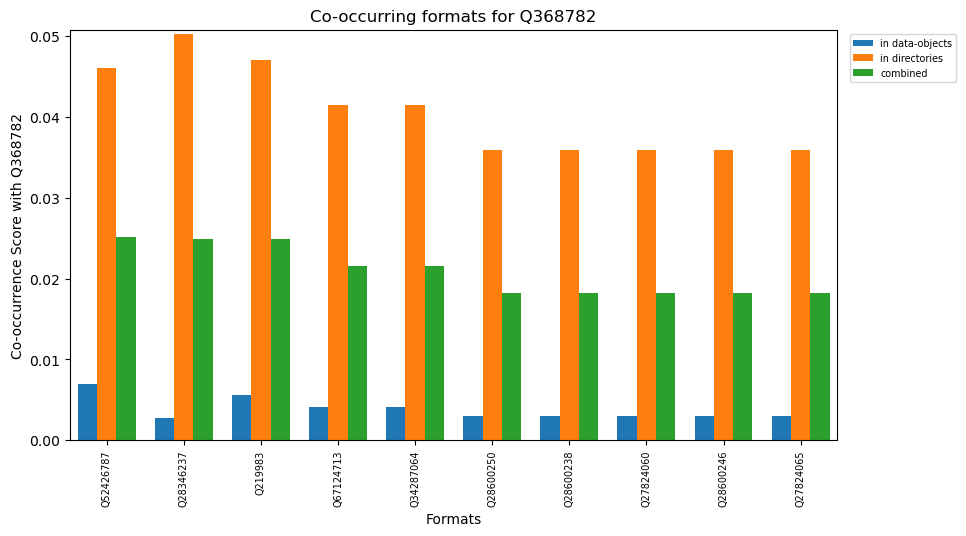 Co-occurring formats for Q368782
in data-objects
in directories
combined
Co-occurrence Score with Q368782
0.05
0.04
0.03
0.02
0.01
0.00
Q52426787
Q28346237
Q219983
Q67124713
Q34287064
Q28600250
Q28600238
Q27824060
Q28600246
Q27824065
Formats